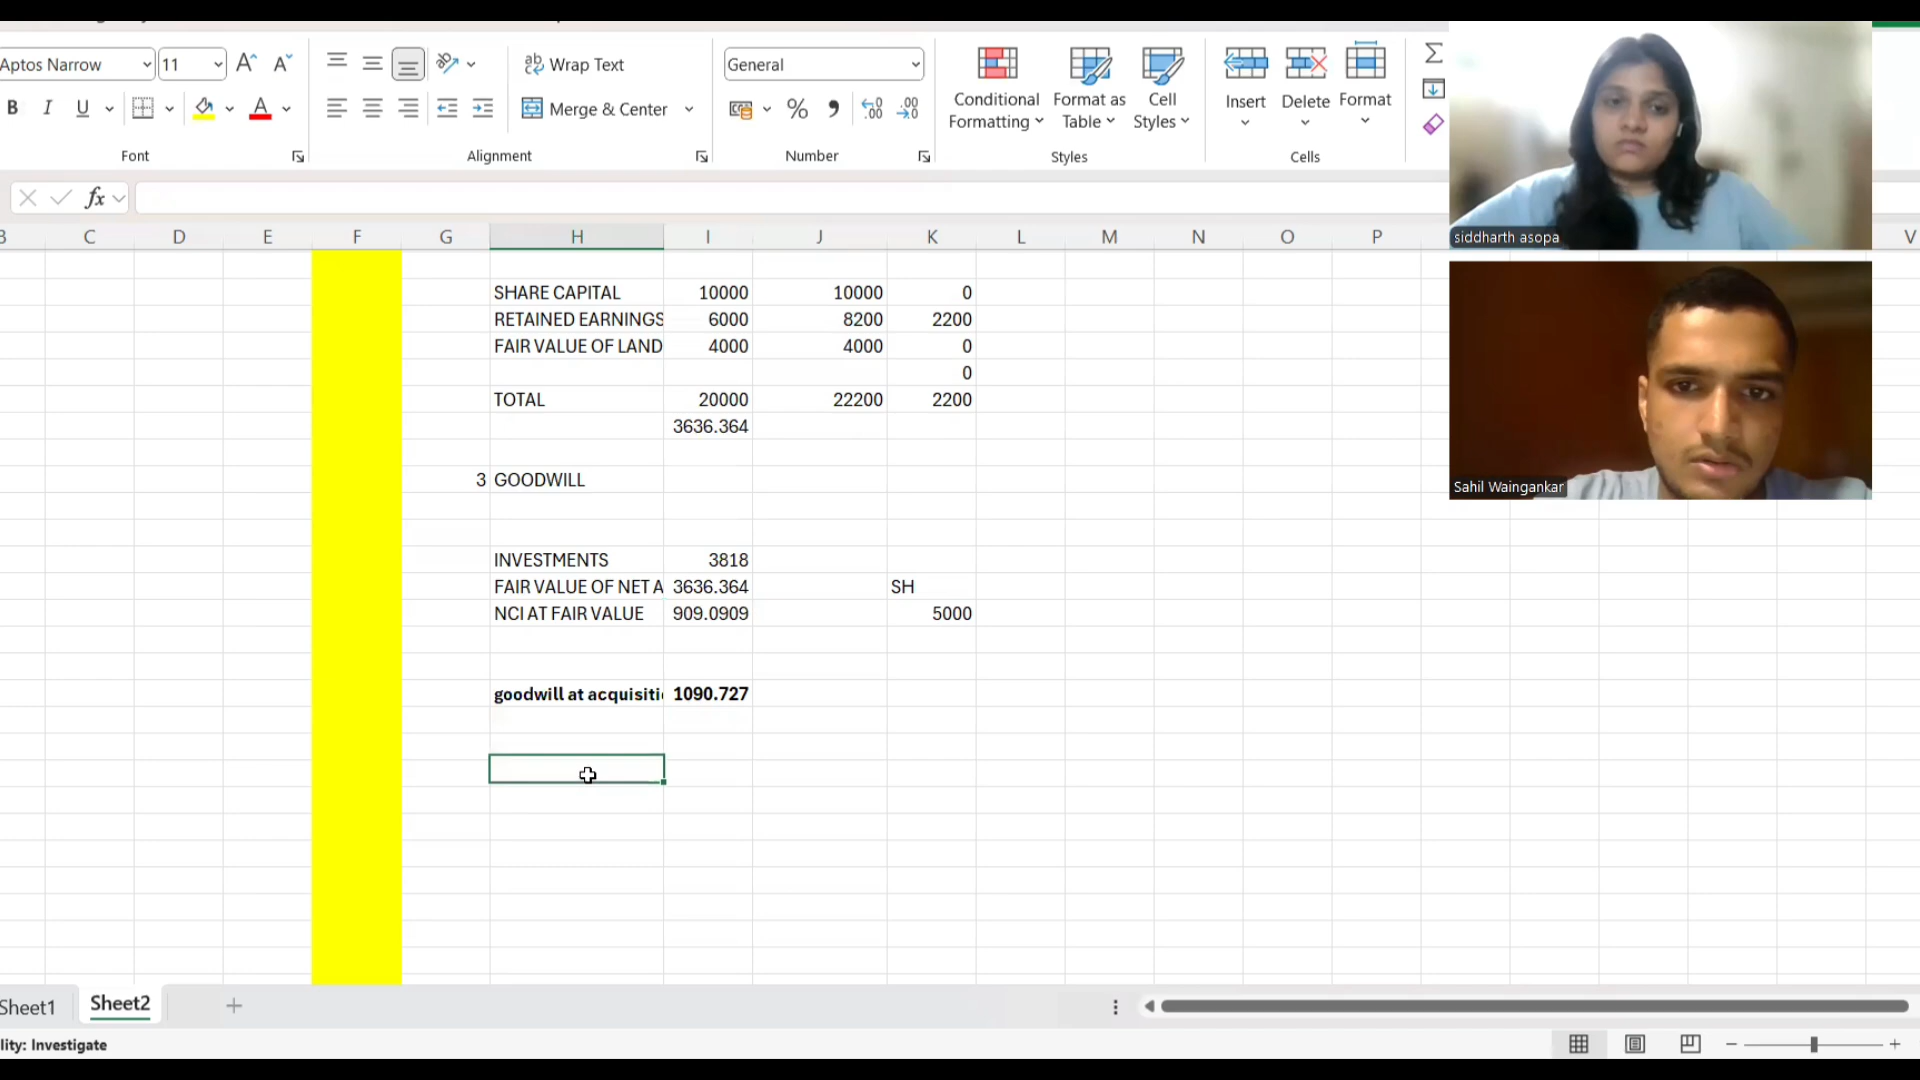 Aptos Narrow 11 A A ab Wrap Text General
B I U A Merge & Center % Conditional Formatting Format as Table Cell Styles Insert Delete Format
Font Alignment Number Styles Cells
fx
C D E F G H I J K L M N O P V
SHARE CAPITAL 10000 10000 0
RETAINED EARNINGS 6000 8200 2200
FAIR VALUE OF LAND 4000 4000 0
0
TOTAL 20000 22200 2200
3636.364
3 GOODWILL
INVESTMENTS 3818
FAIR VALUE OF NET A 3636.364 SH
NCI AT FAIR VALUE 909.0909 5000
goodwill at acquisiti 1090.727
siddharth asopa
Sahil Waingankar
Sheet1 Sheet2
lity: Investigate